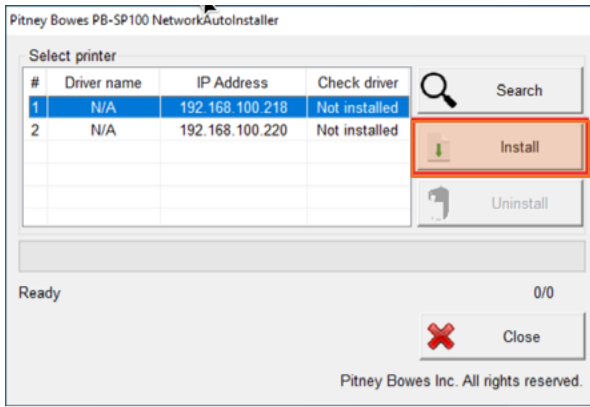 Pitney Bowes PB-SP100 NetworkAutoInstaller
Select printer
# Driver name IP Address Check driver
Search
1 N/A 192.168.100.218 Not installed
2 N/A 192.168.100.220 Not installed
Install
Uninstall
Ready 0/0
Close
Pitney Bowes Inc. All rights reserved.